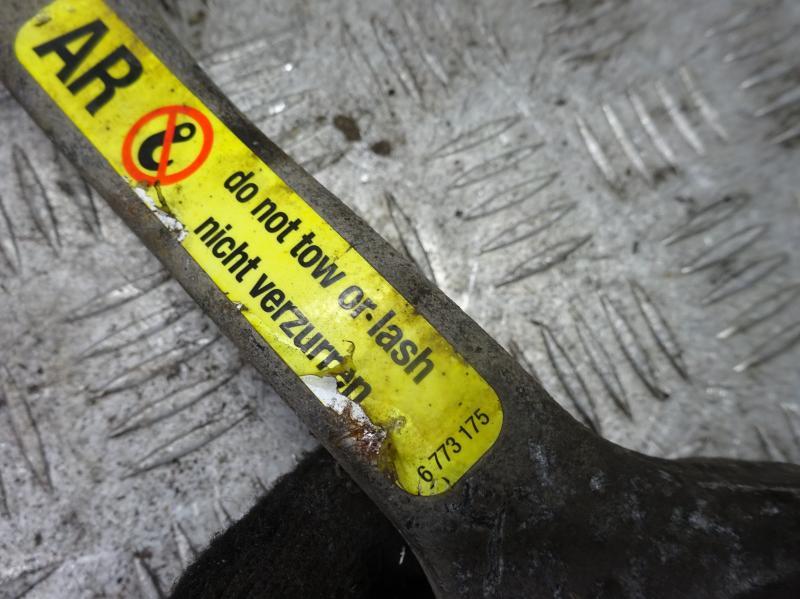 AR
do not tow or lash
nicht verzurren
6 773 175